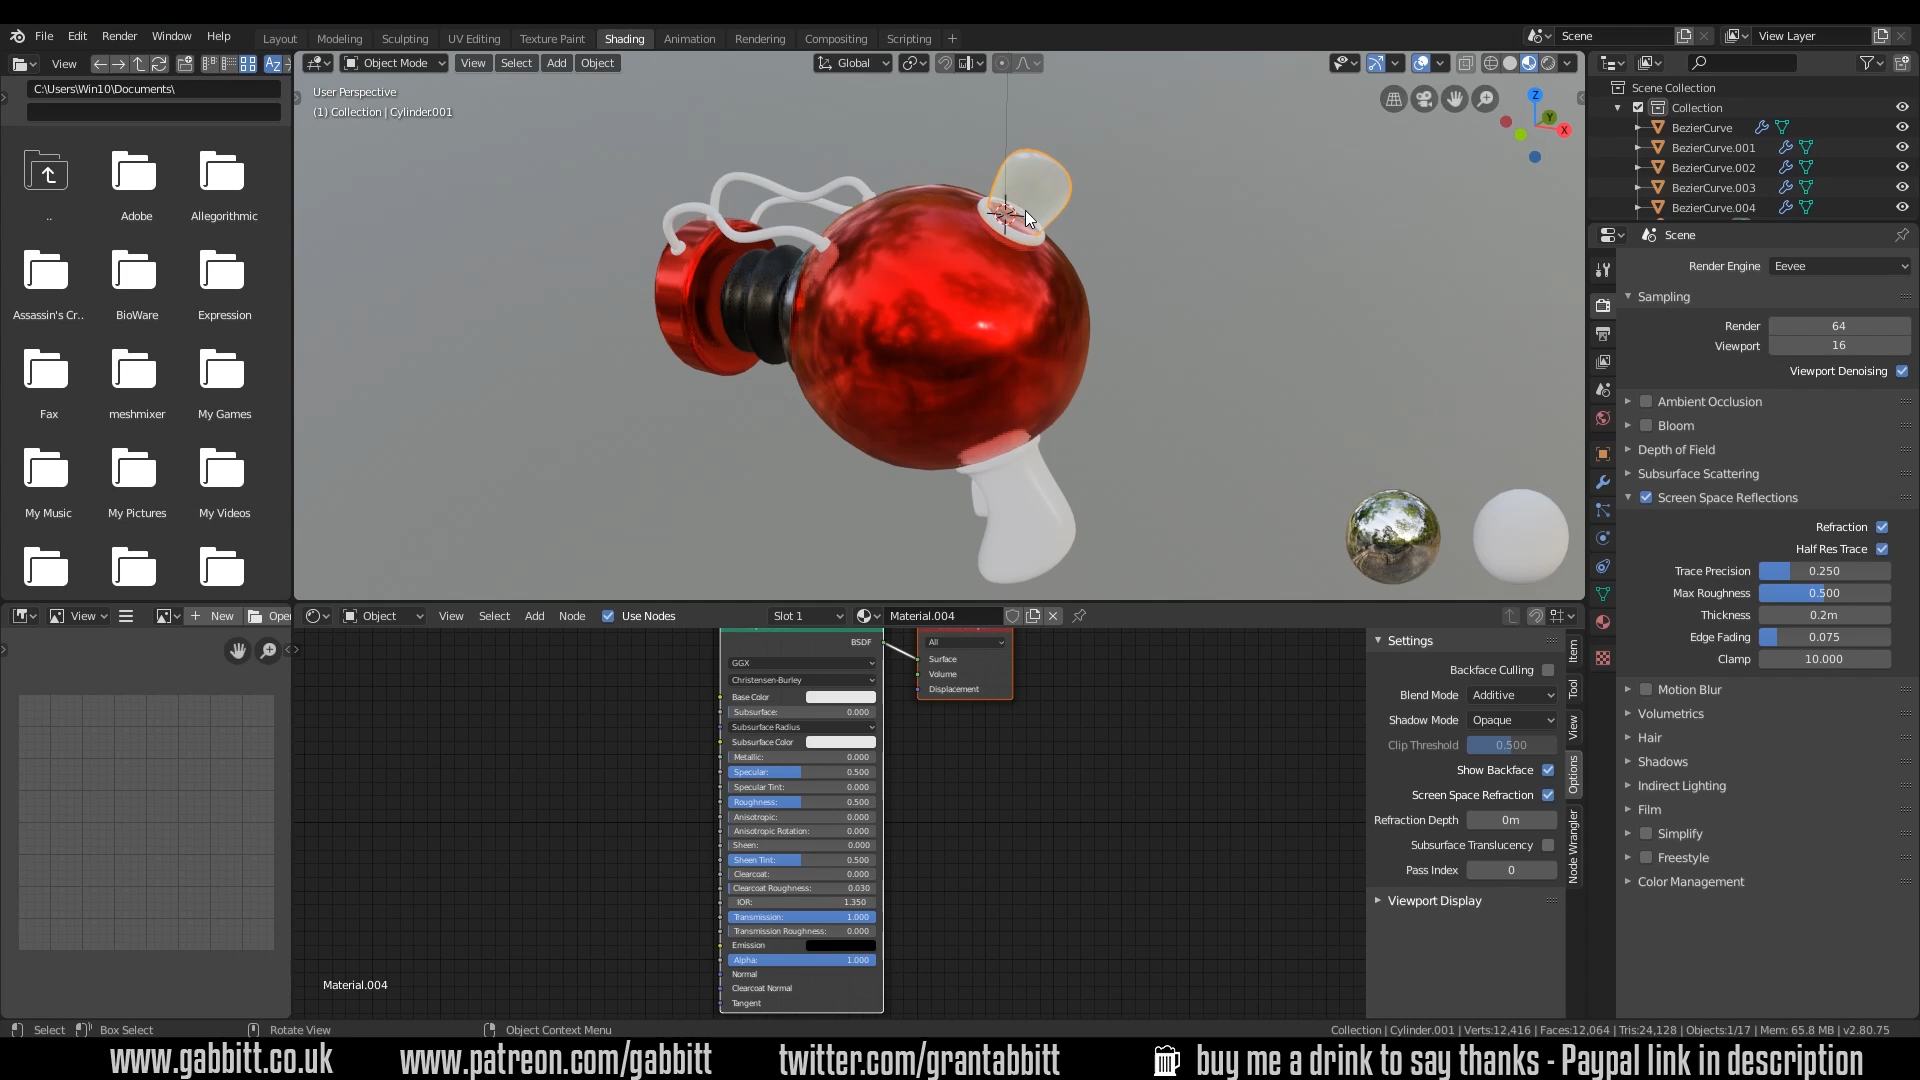 File Edit Render Window Help
Layout Modeling Sculpting UV Editing Texture Paint Shading Animation Rendering Compositing Scripting +
Scene
View Layer
View
C:\Users\Win10\Documents\
..
Adobe
Allegorithmic
Assassin's Cr..
BioWare
Expression
Fax
meshmixer
My Games
My Music
My Pictures
My Videos
Object Mode View Select Add Object
Global
User Perspective
(1) Collection | Cylinder.001
Z
Y
X
Scene Collection
Collection
BezierCurve
BezierCurve.001
BezierCurve.002
BezierCurve.003
BezierCurve.004
Scene
Render Engine Eevee
Sampling
Render 64
Viewport 16
Viewport Denoising
Ambient Occlusion
Bloom
Depth of Field
Subsurface Scattering
Screen Space Reflections
Refraction
Half Res Trace
Trace Precision 0.250
Max Roughness 0.500
Thickness 0.2m
Edge Fading 0.075
Clamp 10.000
Motion Blur
Volumetrics
Hair
Shadows
Indirect Lighting
Film
Simplify
Freestyle
Color Management
View
New
Open
Object View Select Add Node Use Nodes Slot 1 Material.004
BSDF
GGX
Christensen-Burley
Base Color
Subsurface: 0.000
Subsurface Radius
Subsurface Color
Metallic: 0.000
Specular: 0.500
Specular Tint: 0.000
Roughness: 0.500
Anisotropic: 0.000
Anisotropic Rotation: 0.000
Sheen: 0.000
Sheen Tint: 0.500
Clearcoat: 0.000
Clearcoat Roughness: 0.030
IOR: 1.350
Transmission: 1.000
Transmission Roughness: 0.000
Emission
Alpha: 1.000
Normal
Clearcoat Normal
Tangent
All
Surface
Volume
Displacement
Material.004
Settings
Backface Culling
Blend Mode Additive
Shadow Mode Opaque
Clip Threshold 0.500
Show Backface
Screen Space Refraction
Refraction Depth 0m
Subsurface Translucency
Pass Index 0
Viewport Display
Item
Tool
View
Options
Node Wrangler
Select Box Select Rotate View Object Context Menu
Collection | Cylinder.001 | Verts:12,416 | Faces:12,064 | Tris:24,128 | Objects:1/17 | Mem: 65.8 MB | v2.80.75
www.gabbitt.co.uk www.patreon.com/gabbitt twitter.com/grantabbitt buy me a drink to say thanks - Paypal link in description